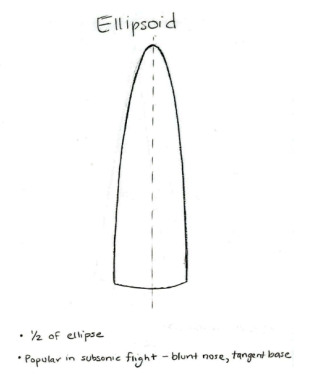 Ellipsoid
• 1/2 of ellipse
• Popular in subsonic flight - blunt nose, tangent base